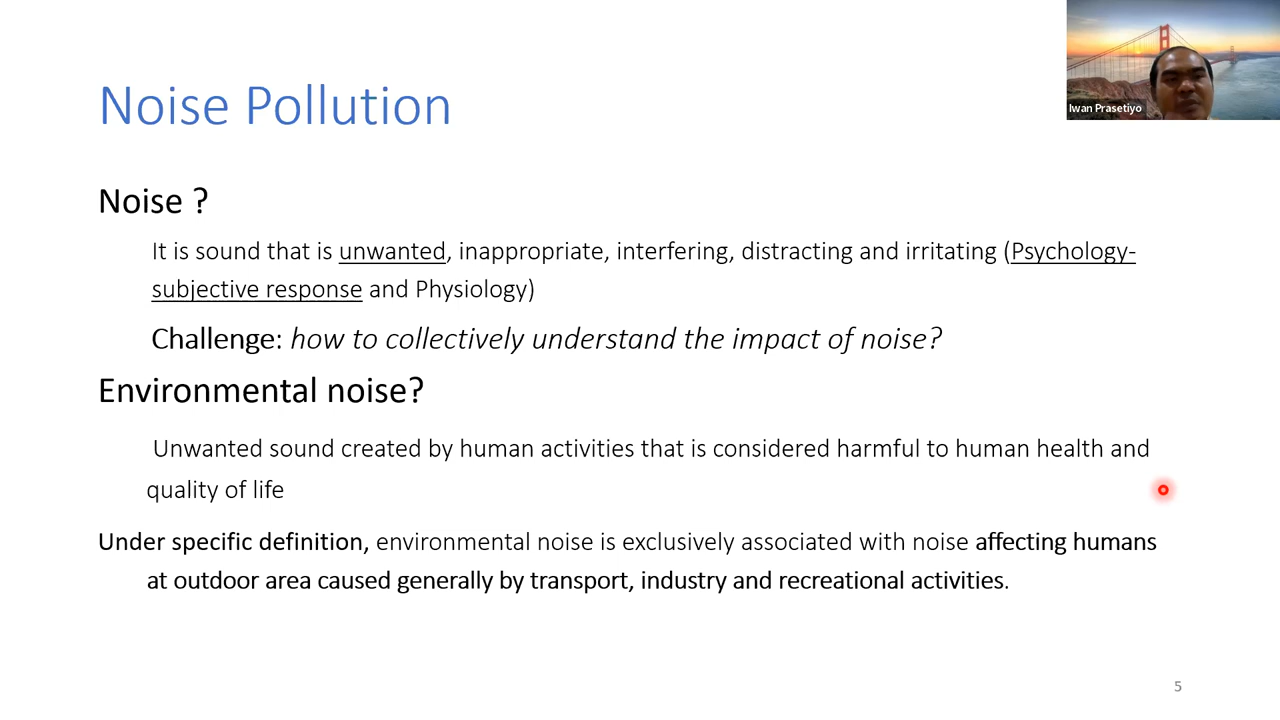 Noise Pollution
Iwan Prasetiyo
Noise ?
It is sound that is unwanted, inappropriate, interfering, distracting and irritating (Psychology-
subjective response and Physiology)
Challenge: how to collectively understand the impact of noise?
Environmental noise?
Unwanted sound created by human activities that is considered harmful to human health and
quality of life
Under specific definition, environmental noise is exclusively associated with noise affecting humans
at outdoor area caused generally by transport, industry and recreational activities.
5